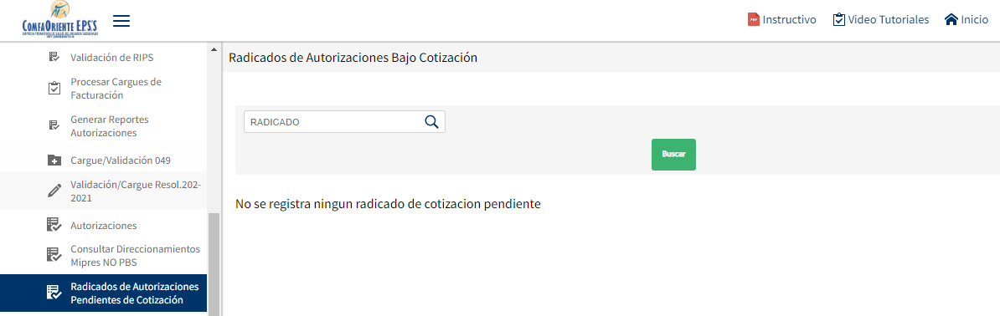 COMFAORIENTE EPS'S
Instructivo
Video Tutoriales
Inicio
Validación de RIPS
Procesar Cargues de
Facturación
Generar Reportes
Autorizaciones
Cargue/Validación 049
Validación/Cargue Resol.202-
2021
Autorizaciones
Consultar Direccionamientos
Mipres NO PBS
Radicados de Autorizaciones
Pendientes de Cotización
Radicados de Autorizaciones Bajo Cotización
RADICADO
Buscar
No se registra ningun radicado de cotizacion pendiente